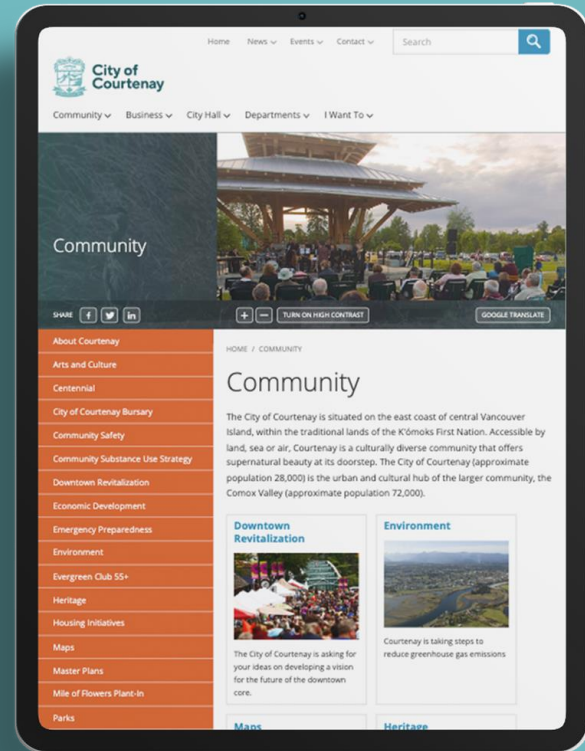 Home News Events Contact Search
City of
Courtenay
Community Business City Hall Departments I Want To
Community
SHARE f in + − TURN ON HIGH CONTRAST GOOGLE TRANSLATE
About Courtenay
Arts and Culture
Centennial
City of Courtenay Bursary
Community Safety
Community Substance Use Strategy
Downtown Revitalization
Economic Development
Emergency Preparedness
Environment
Evergreen Club 55+
Heritage
Housing Initiatives
Maps
Master Plans
Mile of Flowers Plant-In
Parks
HOME / COMMUNITY
Community
The City of Courtenay is situated on the east coast of central Vancouver
Island, within the traditional lands of the K'ómoks First Nation. Accessible by
land, sea or air, Courtenay is a culturally diverse community that offers
supernatural beauty at its doorstep. The City of Courtenay (approximate
population 28,000) is the urban and cultural hub of the larger community, the
Comox Valley (approximate population 72,000).
Downtown
Revitalization
The City of Courtenay is asking for
your ideas on developing a vision
for the future of the downtown
core.
Environment
Courtenay is taking steps to
reduce greenhouse gas emissions
Maps
Heritage